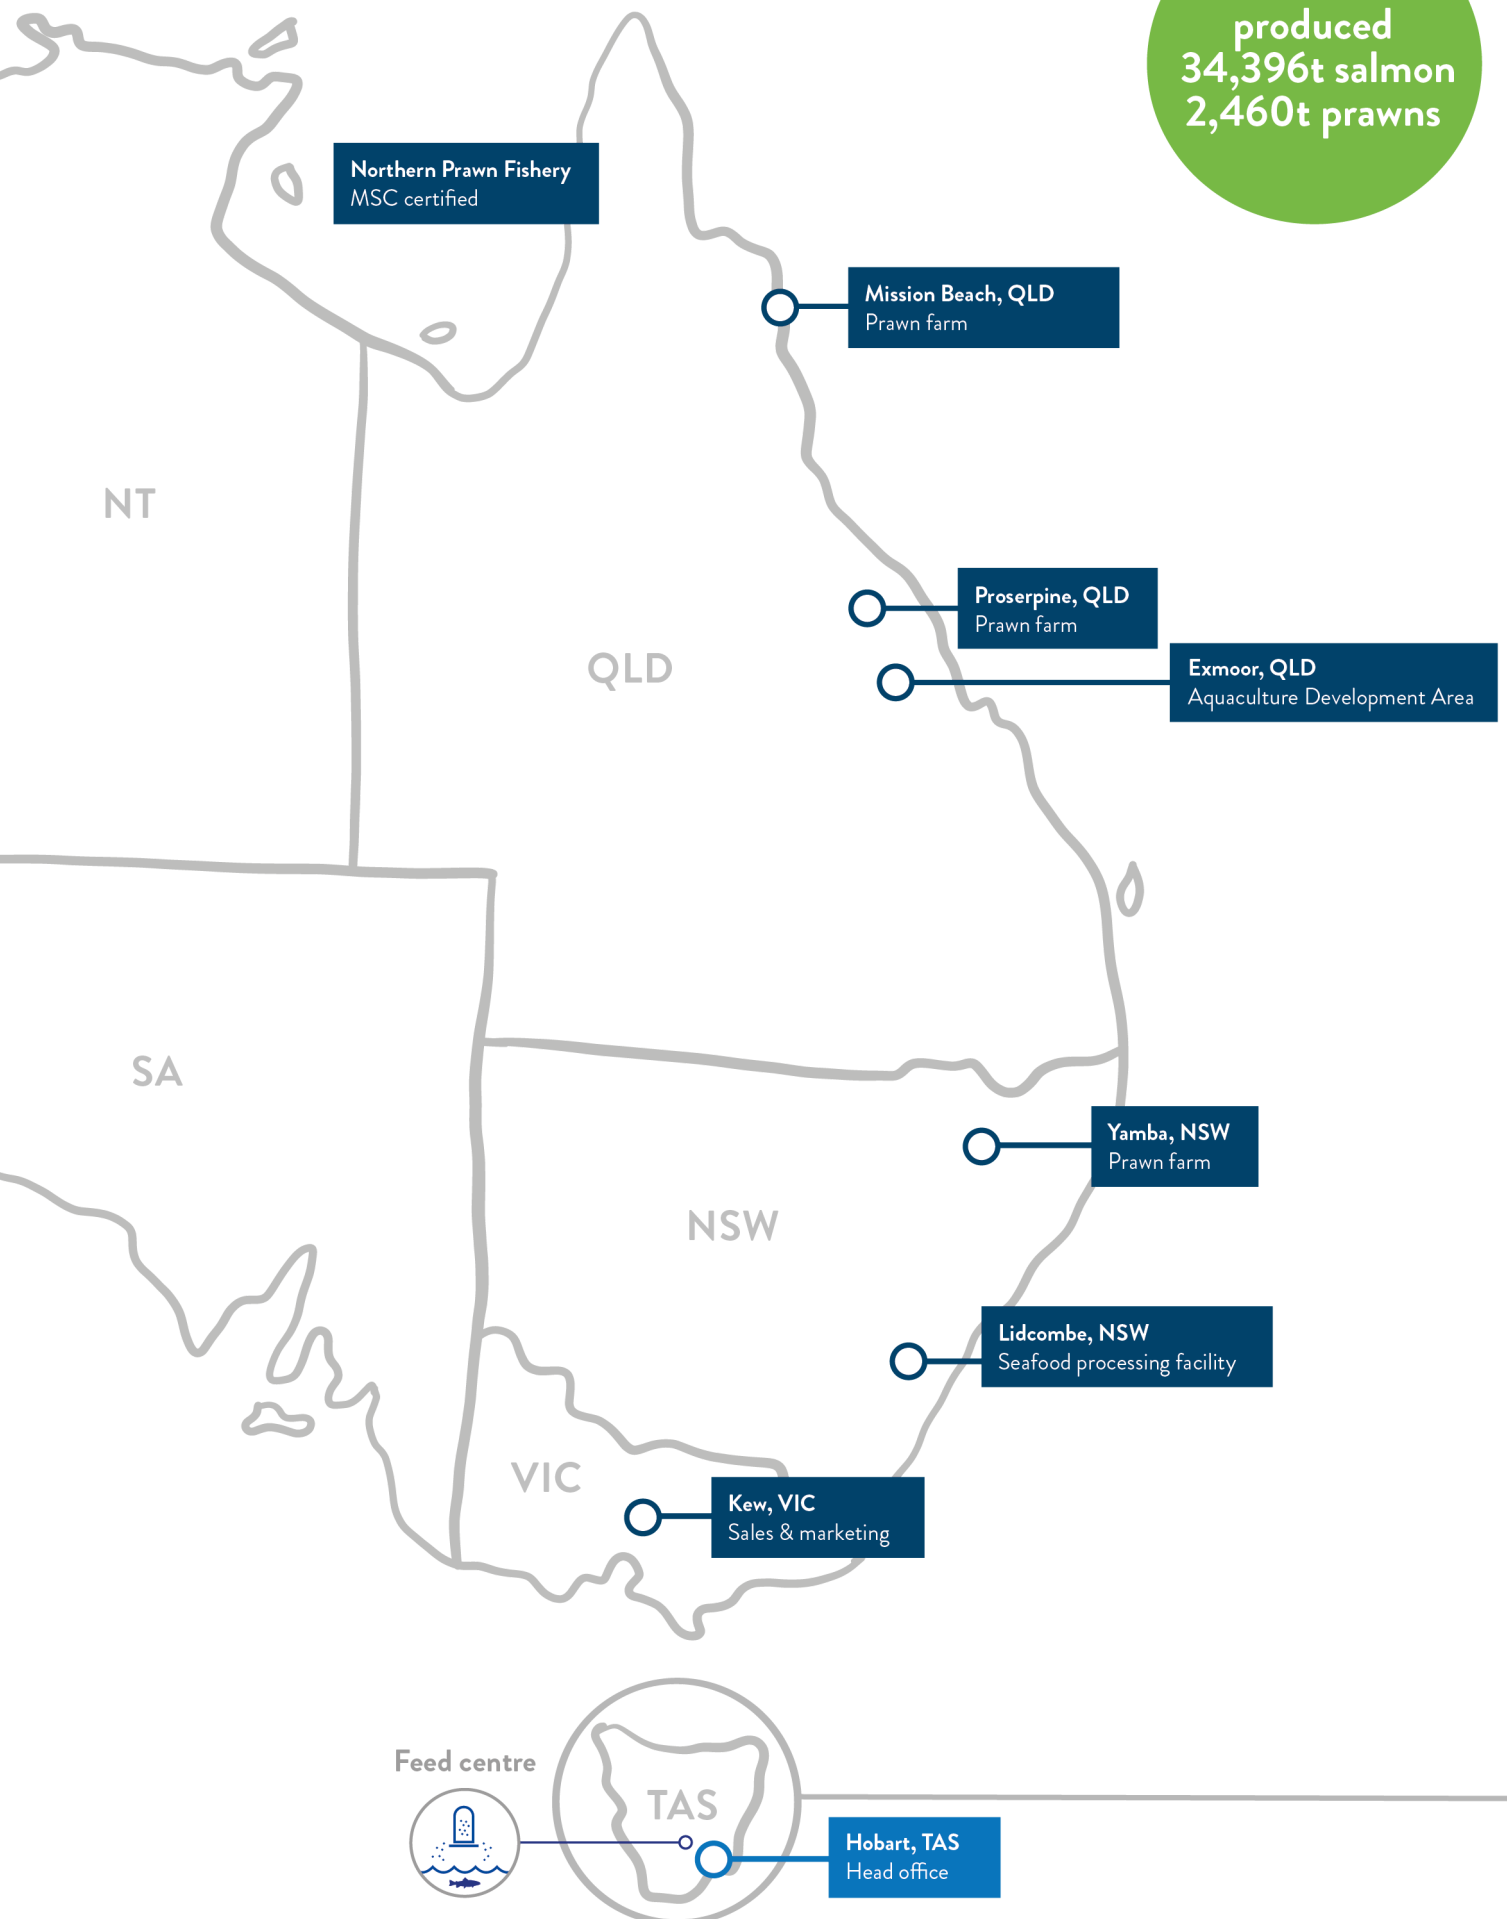 produced
34,396t salmon
2,460t prawns
Northern Prawn Fishery
MSC certified
Mission Beach, QLD
Prawn farm
NT
Proserpine, QLD
Prawn farm
QLD
Exmoor, QLD
Aquaculture Development Area
SA
Yamba, NSW
Prawn farm
NSW
Lidcombe, NSW
Seafood processing facility
VIC
Kew, VIC
Sales & marketing
Feed centre
TAS
Hobart, TAS
Head office